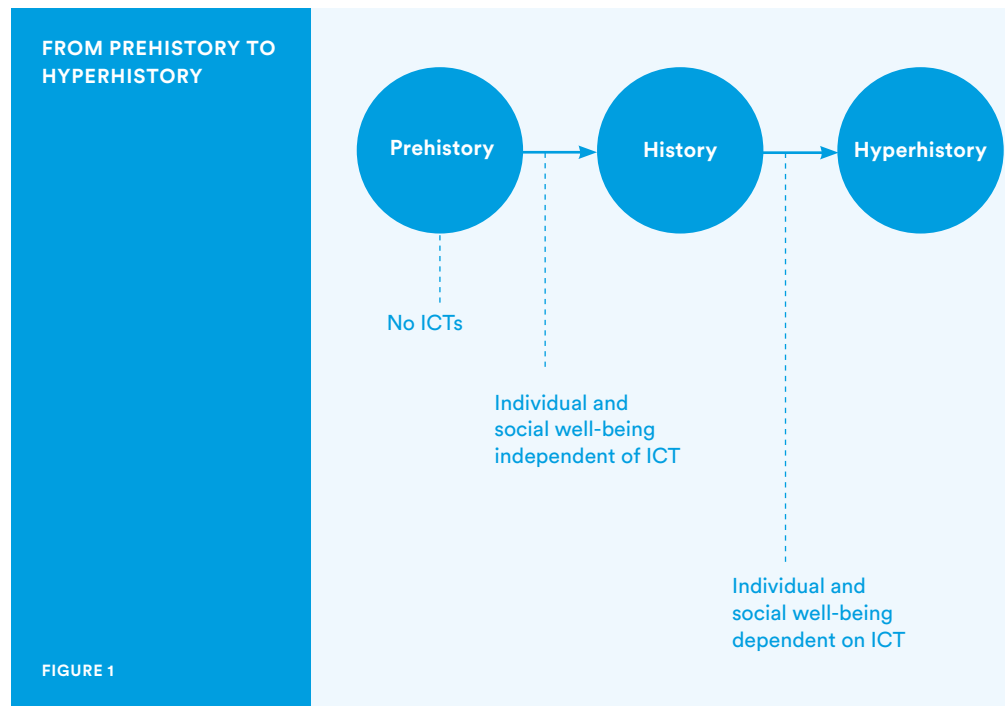 FROM PREHISTORY TO
HYPERHISTORY
Prehistory
History
Hyperhistory
No ICTs
Individual and
social well-being
independent of ICT
Individual and
social well-being
dependent on ICT
FIGURE 1